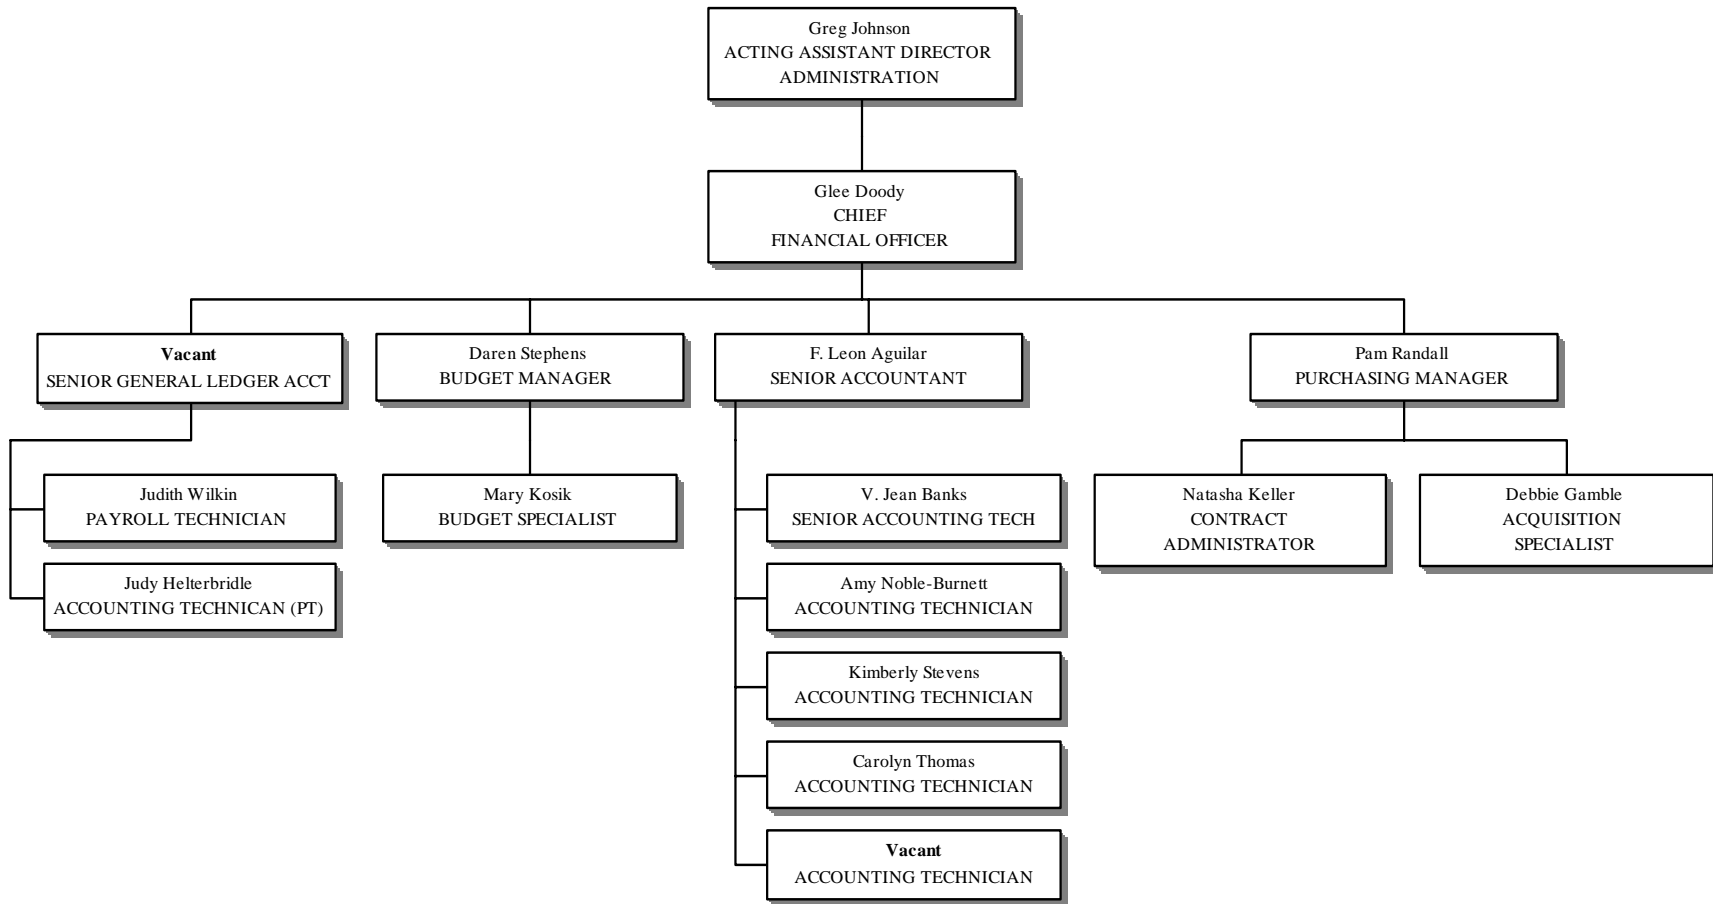 Greg Johnson
ACTING ASSISTANT DIRECTOR
ADMINISTRATION
Glee Doody
CHIEF
FINANCIAL OFFICER
Vacant
SENIOR GENERAL LEDGER ACCT
Daren Stephens
BUDGET MANAGER
F. Leon Aguilar
SENIOR ACCOUNTANT
Pam Randall
PURCHASING MANAGER
Judith Wilkin
PAYROLL TECHNICIAN
Judy Helterbridle
ACCOUNTING TECHNICAN (PT)
Mary Kosik
BUDGET SPECIALIST
V. Jean Banks
SENIOR ACCOUNTING TECH
Amy Noble-Burnett
ACCOUNTING TECHNICIAN
Kimberly Stevens
ACCOUNTING TECHNICIAN
Carolyn Thomas
ACCOUNTING TECHNICIAN
Vacant
ACCOUNTING TECHNICIAN
Natasha Keller
CONTRACT
ADMINISTRATOR
Debbie Gamble
ACQUISITION
SPECIALIST